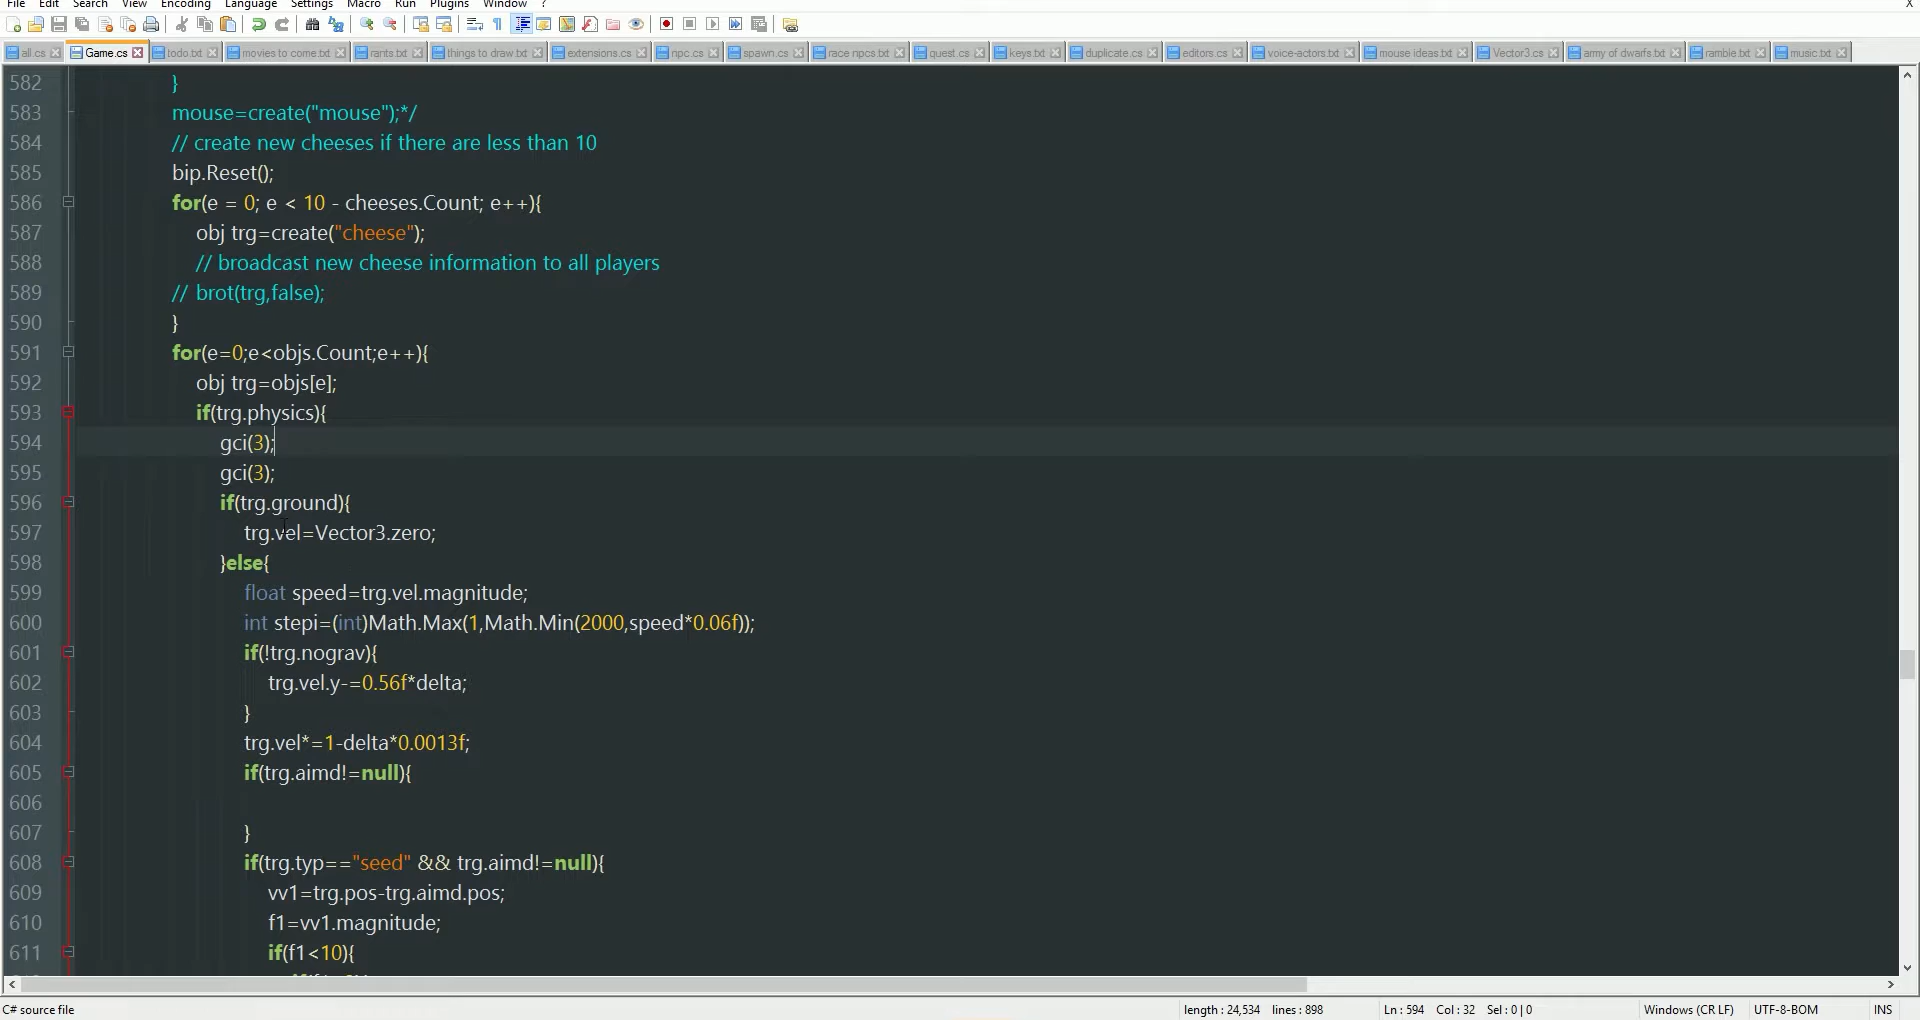 File Edit Search View Encoding Language Settings Macro Run Plugins Window ? X
all.cs Game.cs todo.txt movies to come.txt rants.txt things to draw.txt extensions.cs npc.cs spawn.cs race npcs.txt quest.cs keys.txt duplicate.cs editors.cs voice-actors.txt mouse ideas.txt Vector3.cs army of dwarfs.txt ramble.txt music.txt
582 }
583 mouse=create("mouse");*/
584 // create new cheeses if there are less than 10
585 bip.Reset();
586 for(e = 0; e < 10 - cheeses.Count; e++){
587 obj trg=create("cheese");
588 // broadcast new cheese information to all players
589 // brot(trg,false);
590 }
591 for(e=0;e<objs.Count;e++){
592 obj trg=objs[e];
593 if(trg.physics){
594 gci(3);
595 gci(3);
596 if(trg.ground){
597 trg.vel=Vector3.zero;
598 }else{
599 float speed=trg.vel.magnitude;
600 int stepi=(int)Math.Max(1,Math.Min(2000,speed*0.06f));
601 if(!trg.nograv){
602 trg.vel.y-=0.56f*delta;
603 }
604 trg.vel*=1-delta*0.0013f;
605 if(trg.aimd!=null){
606
607 }
608 if(trg.typ=="seed" && trg.aimd!=null){
609 vv1=trg.pos-trg.aimd.pos;
610 f1=vv1.magnitude;
611 if(f1<10){
C# source file length : 24,534 lines : 898 Ln : 594 Col : 32 Sel : 0 | 0 Windows (CR LF) UTF-8-BOM INS